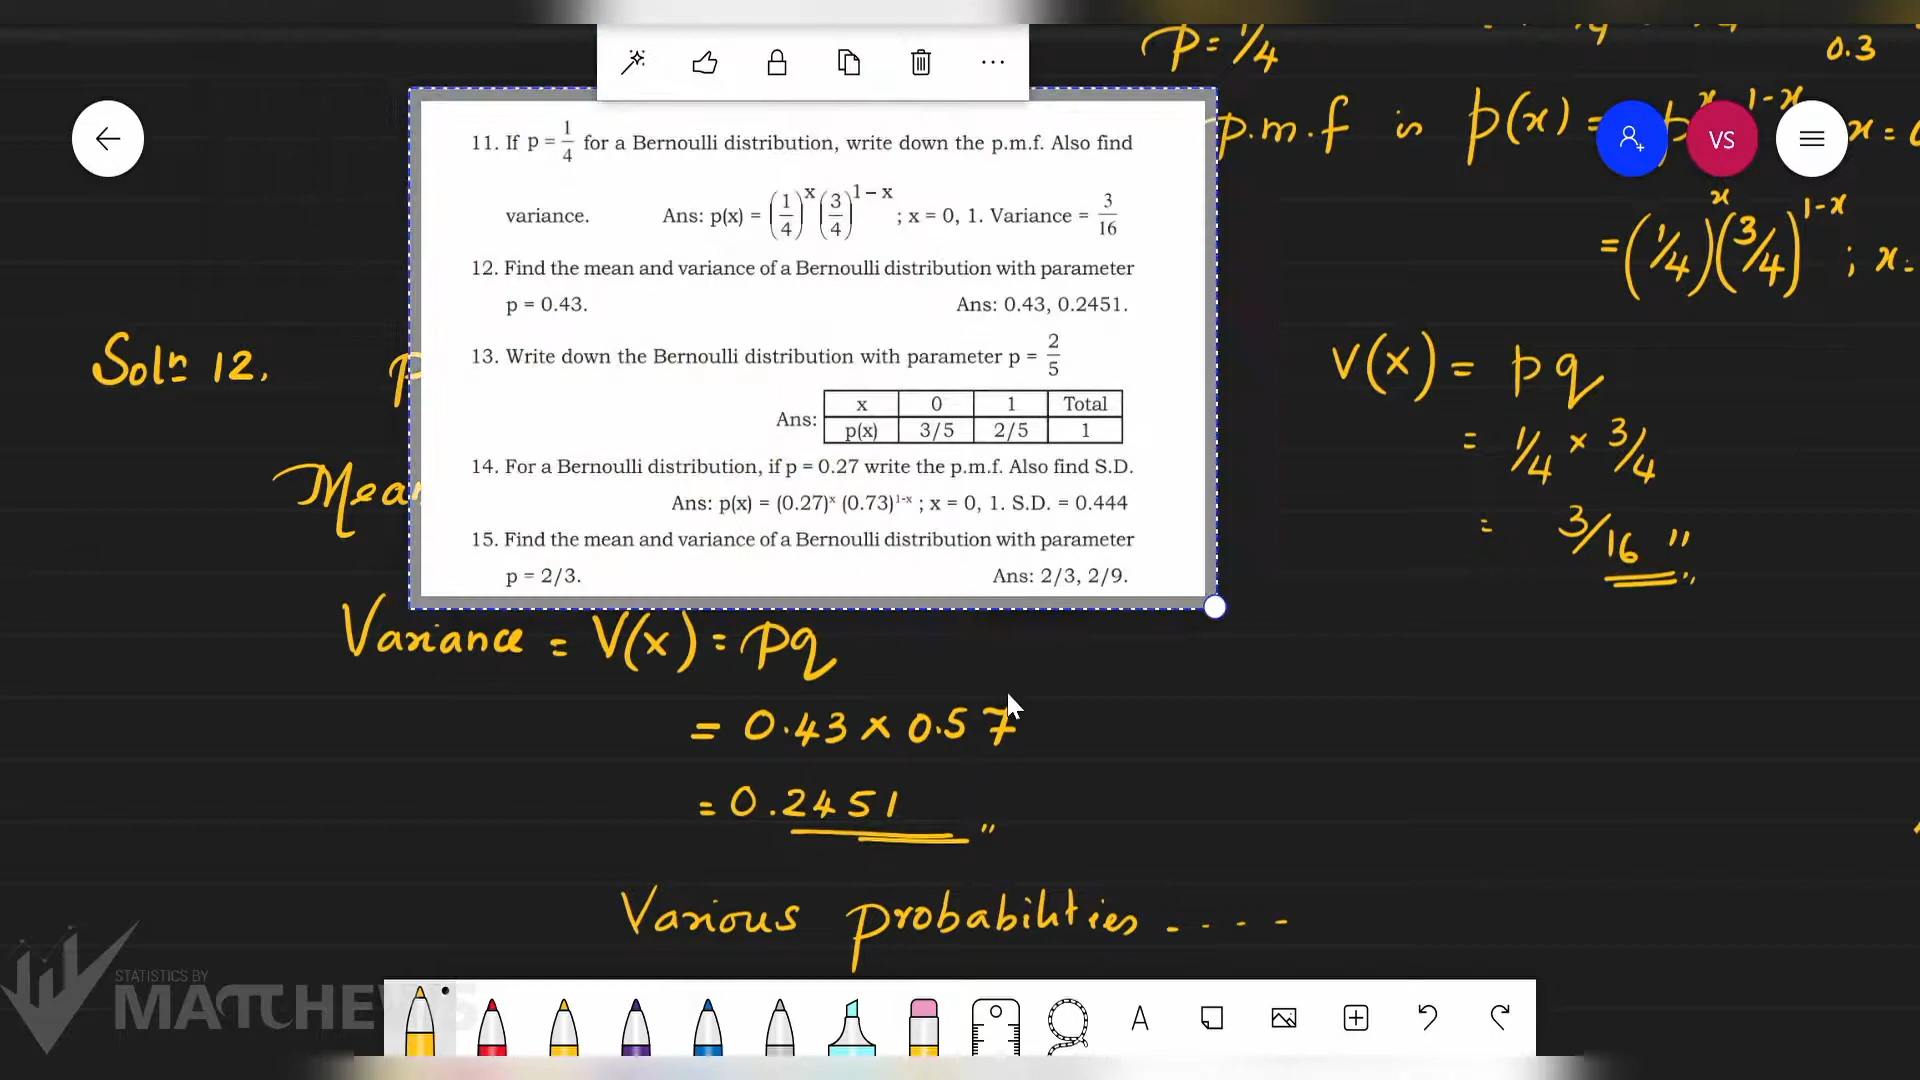 p = 1/4
0.3
11. If p = 1/4 for a Bernoulli distribution, write down the p.m.f. Also find
variance. Ans: p(x) = (1/4)^x (3/4)^1–x ; x = 0, 1. Variance = 3/16
12. Find the mean and variance of a Bernoulli distribution with parameter
p = 0.43. Ans: 0.43, 0.2451.
13. Write down the Bernoulli distribution with parameter p = 2/5
Ans: x 0 1 Total
p(x) 3/5 2/5 1
14. For a Bernoulli distribution, if p = 0.27 write the p.m.f. Also find S.D.
Ans: p(x) = (0.27)^x (0.73)^1-x ; x = 0, 1. S.D. = 0.444
15. Find the mean and variance of a Bernoulli distribution with parameter
p = 2/3. Ans: 2/3, 2/9.
p.m.f is p(x) = p^x 1-x x =
VS
= (1/4)^x (3/4)^1-x ; x
V(x) = pq
= 1/4 × 3/4
= 3/16 "
Soln 12.
Variance = V(x) = pq
= 0.43 × 0.57
= 0.2451 "
Various probabilities ....
STATISTICS BY
A